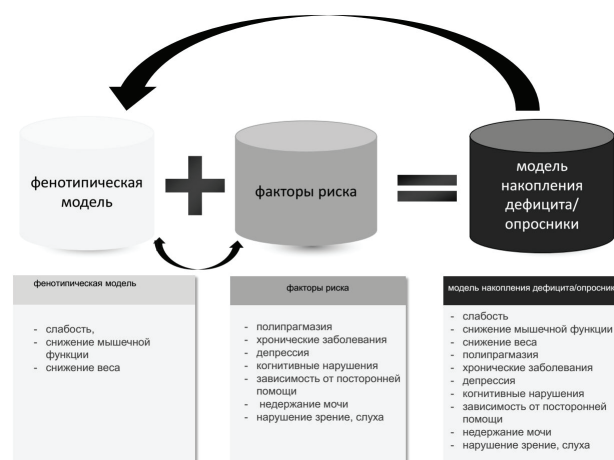 фенотипическая
модель
факторы риска
модель
накопления
дефицита/
опросники
фенотипическая модель
- слабость,
- снижение мышечной
функции
- снижение веса
факторы риска
- полипрагмазия
- хронические заболевания
- депрессия
- когнитивные нарушения
- зависимость от посторонней
помощи
- недержание мочи
- нарушение зрение, слуха
модель накопления дефицита/опросник
- слабость
- снижение мышечной функции
- снижение веса
- полипрагмазия
- хронические заболевания
- депрессия
- когнитивные нарушения
- зависимость от посторонней
помощи
- недержание мочи
- нарушение зрение, слуха